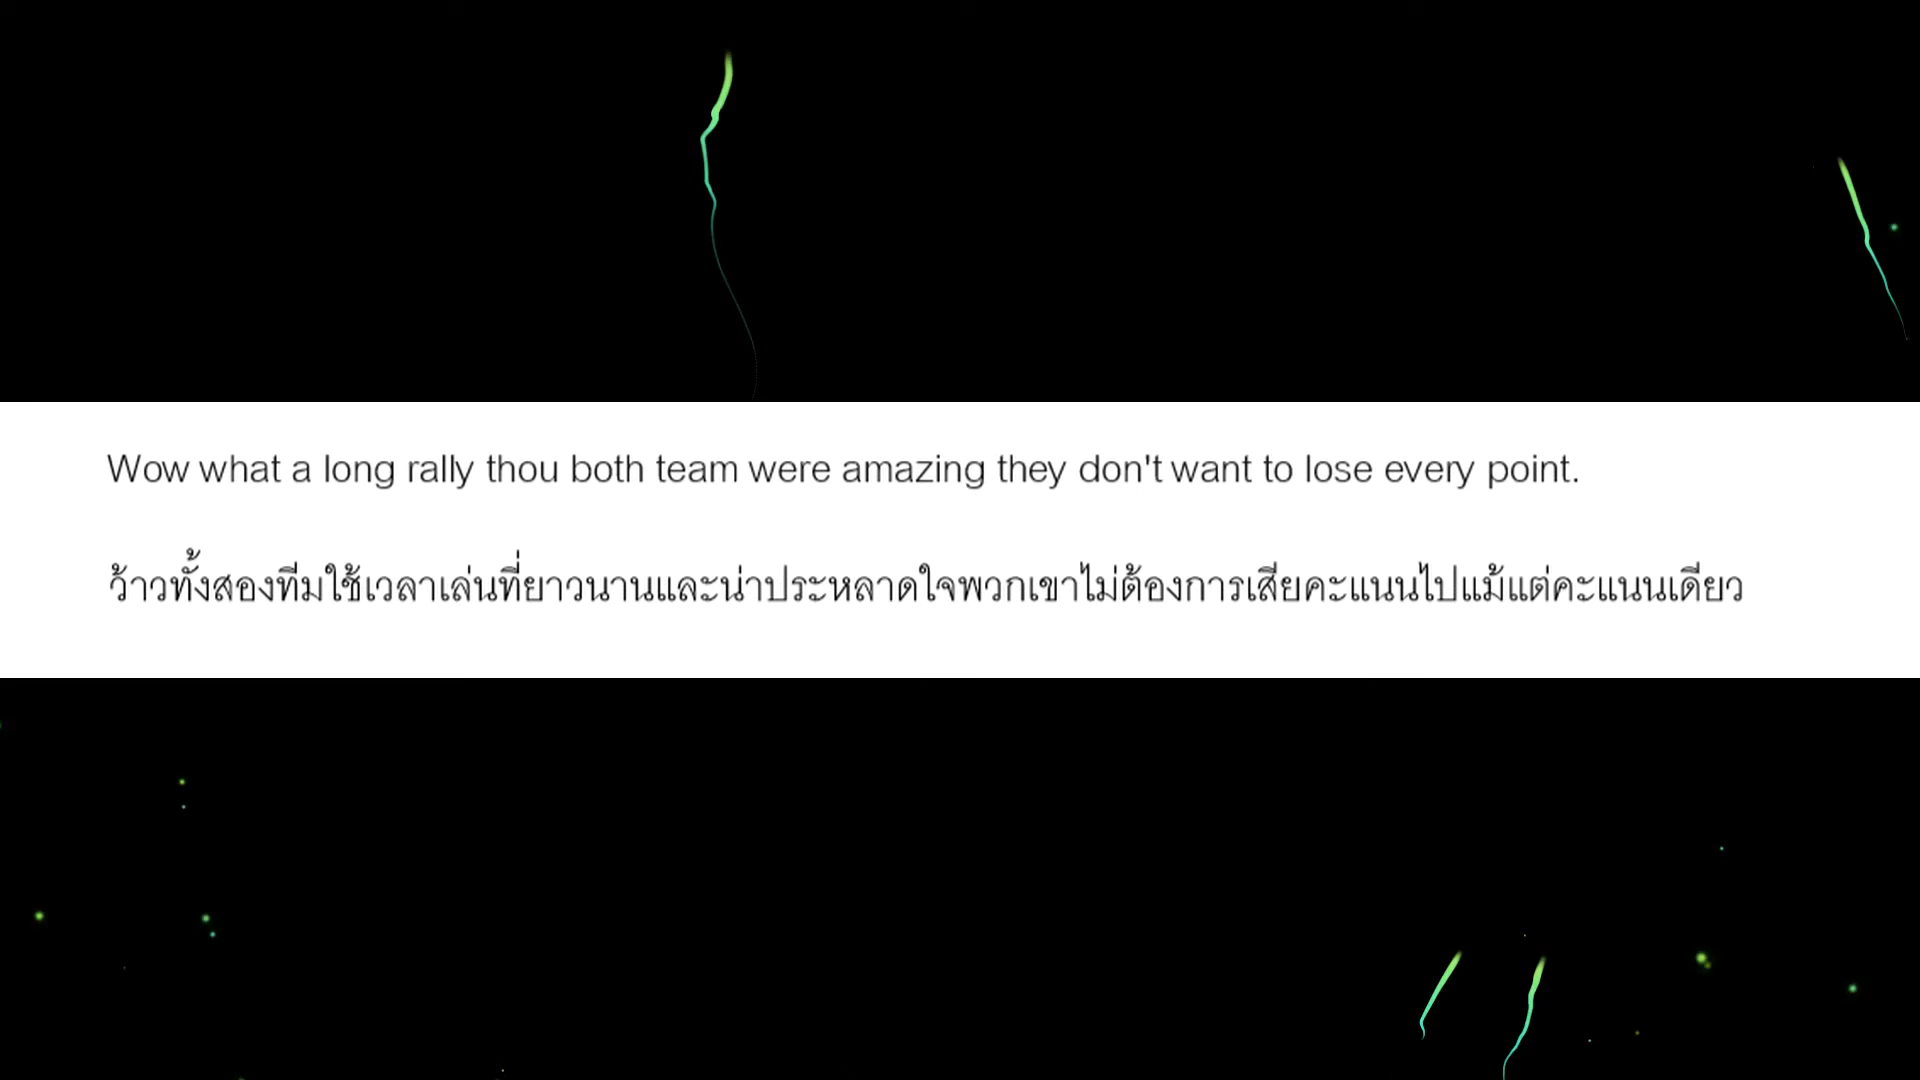 Wow what a long rally thou both team were amazing they don't want to lose every point.
ว้าวทั้งสองทีมใช้เวลาเล่นที่ยาวนานและน่าประหลาดใจพวกเขาไม่ต้องการเสียคะแนนไปแม้แต่คะแนนเดียว